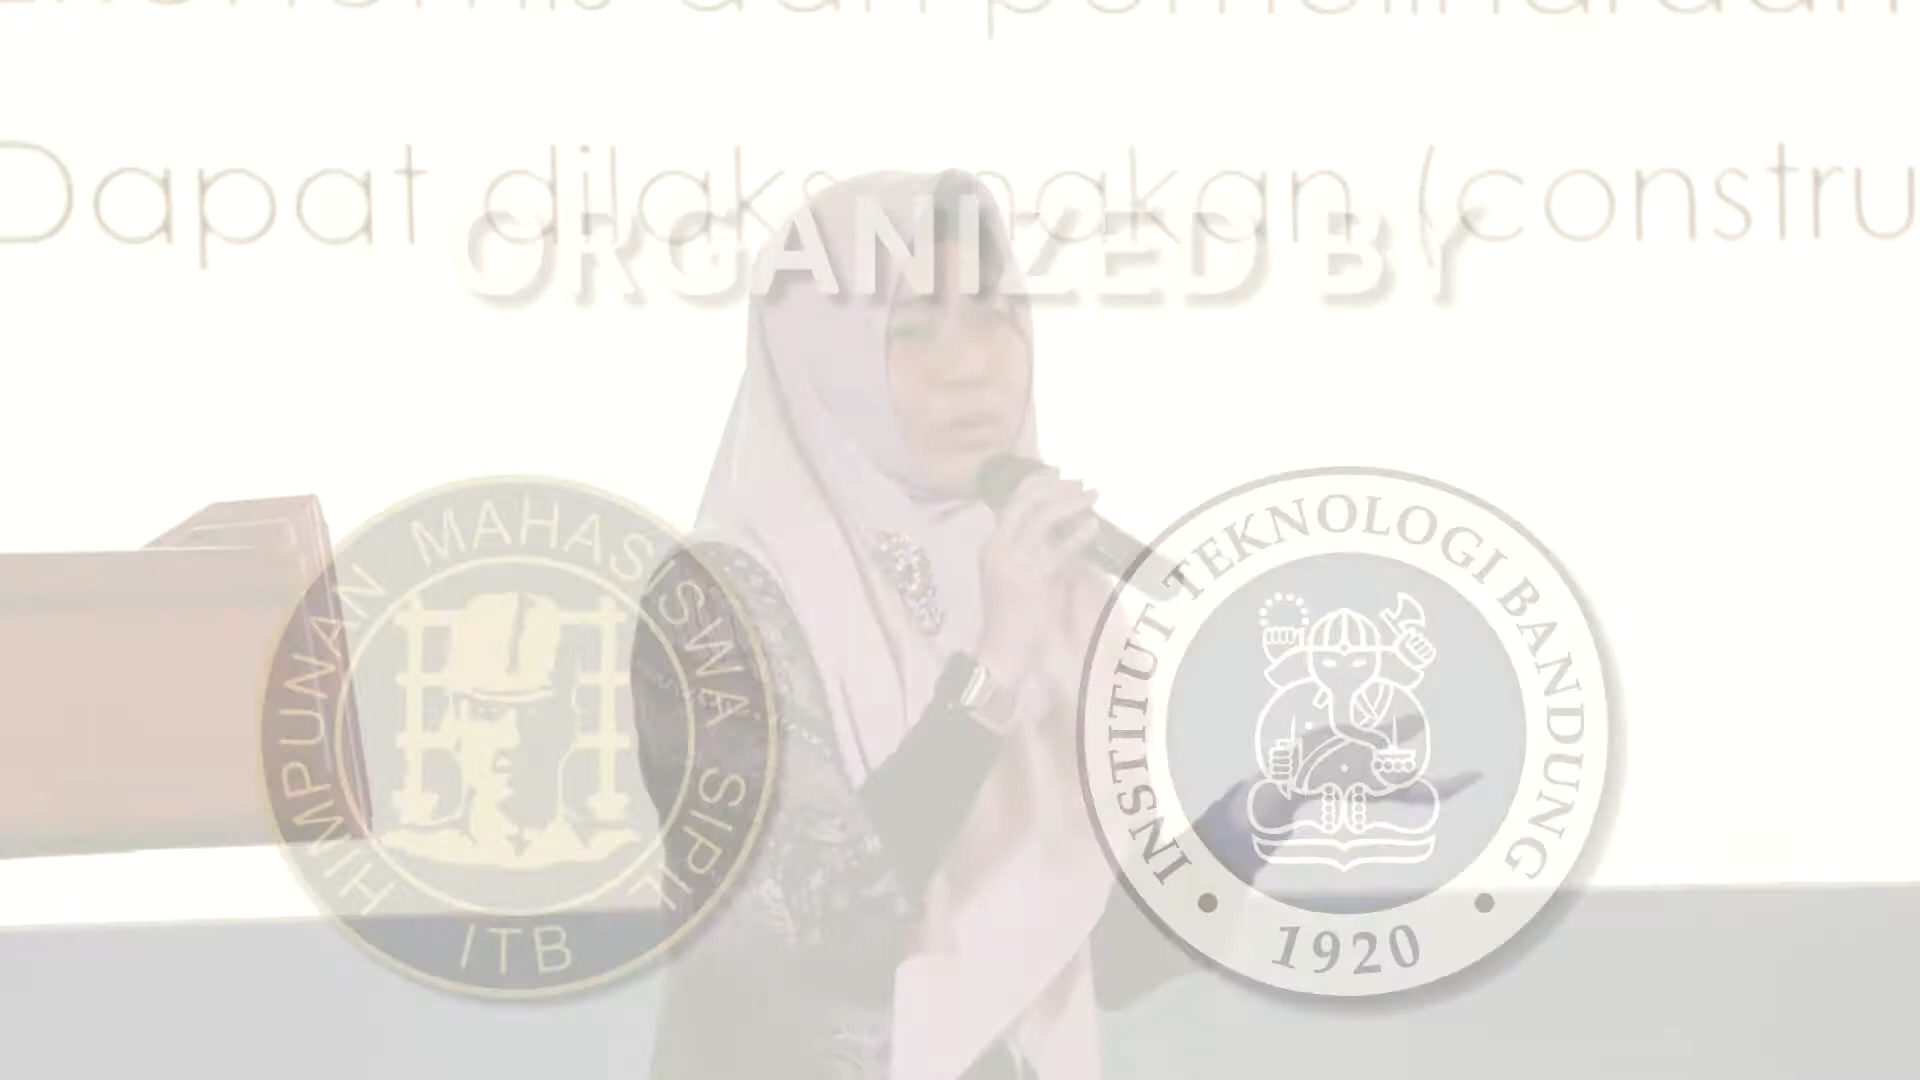 Dapat dilaksanakan (constru
ORGANIZED BY
HIMPUNAN MAHASISWA SIPIL
ITB
INSTITUT TEKNOLOGI BANDUNG
1920